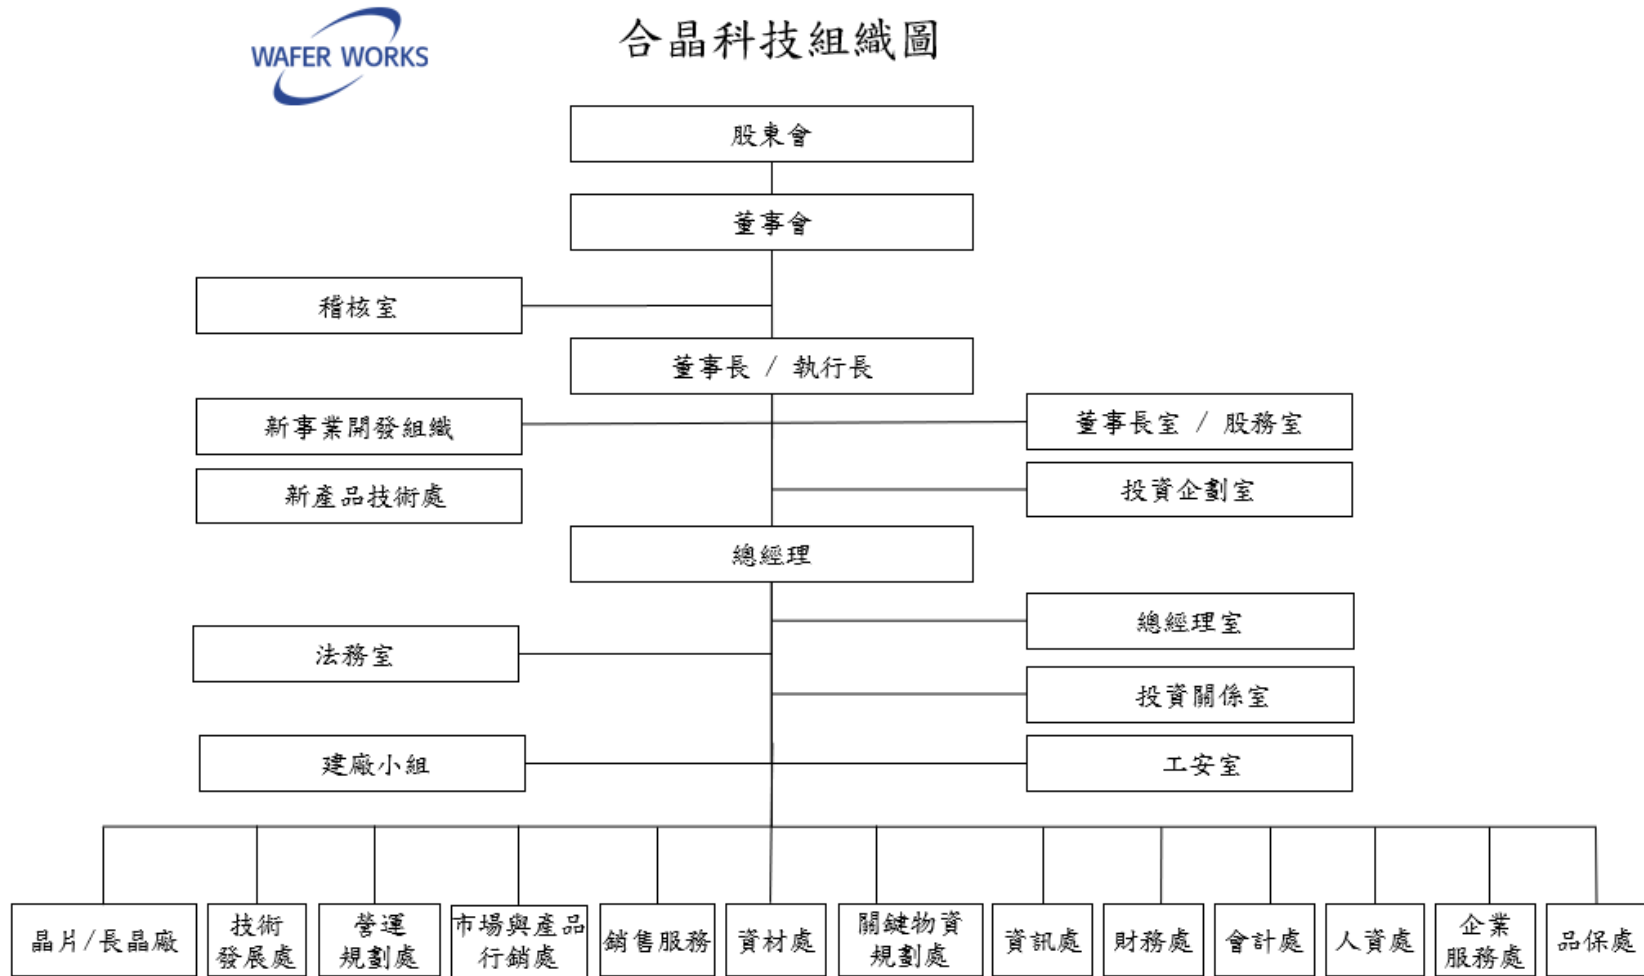 WAFER WORKS
合晶科技組織圖
股東會
董事會
稽核室
董事長 / 執行長
新事業開發組織
董事長室 / 股務室
新產品技術處
投資企劃室
總經理
總經理室
法務室
投資關係室
建廠小組
工安室
晶片/長晶廠
技術
發展處
營運
規劃處
市場與產品
行銷處
銷售服務
資材處
關鍵物資
規劃處
資訊處
財務處
會計處
人資處
企業
服務處
品保處